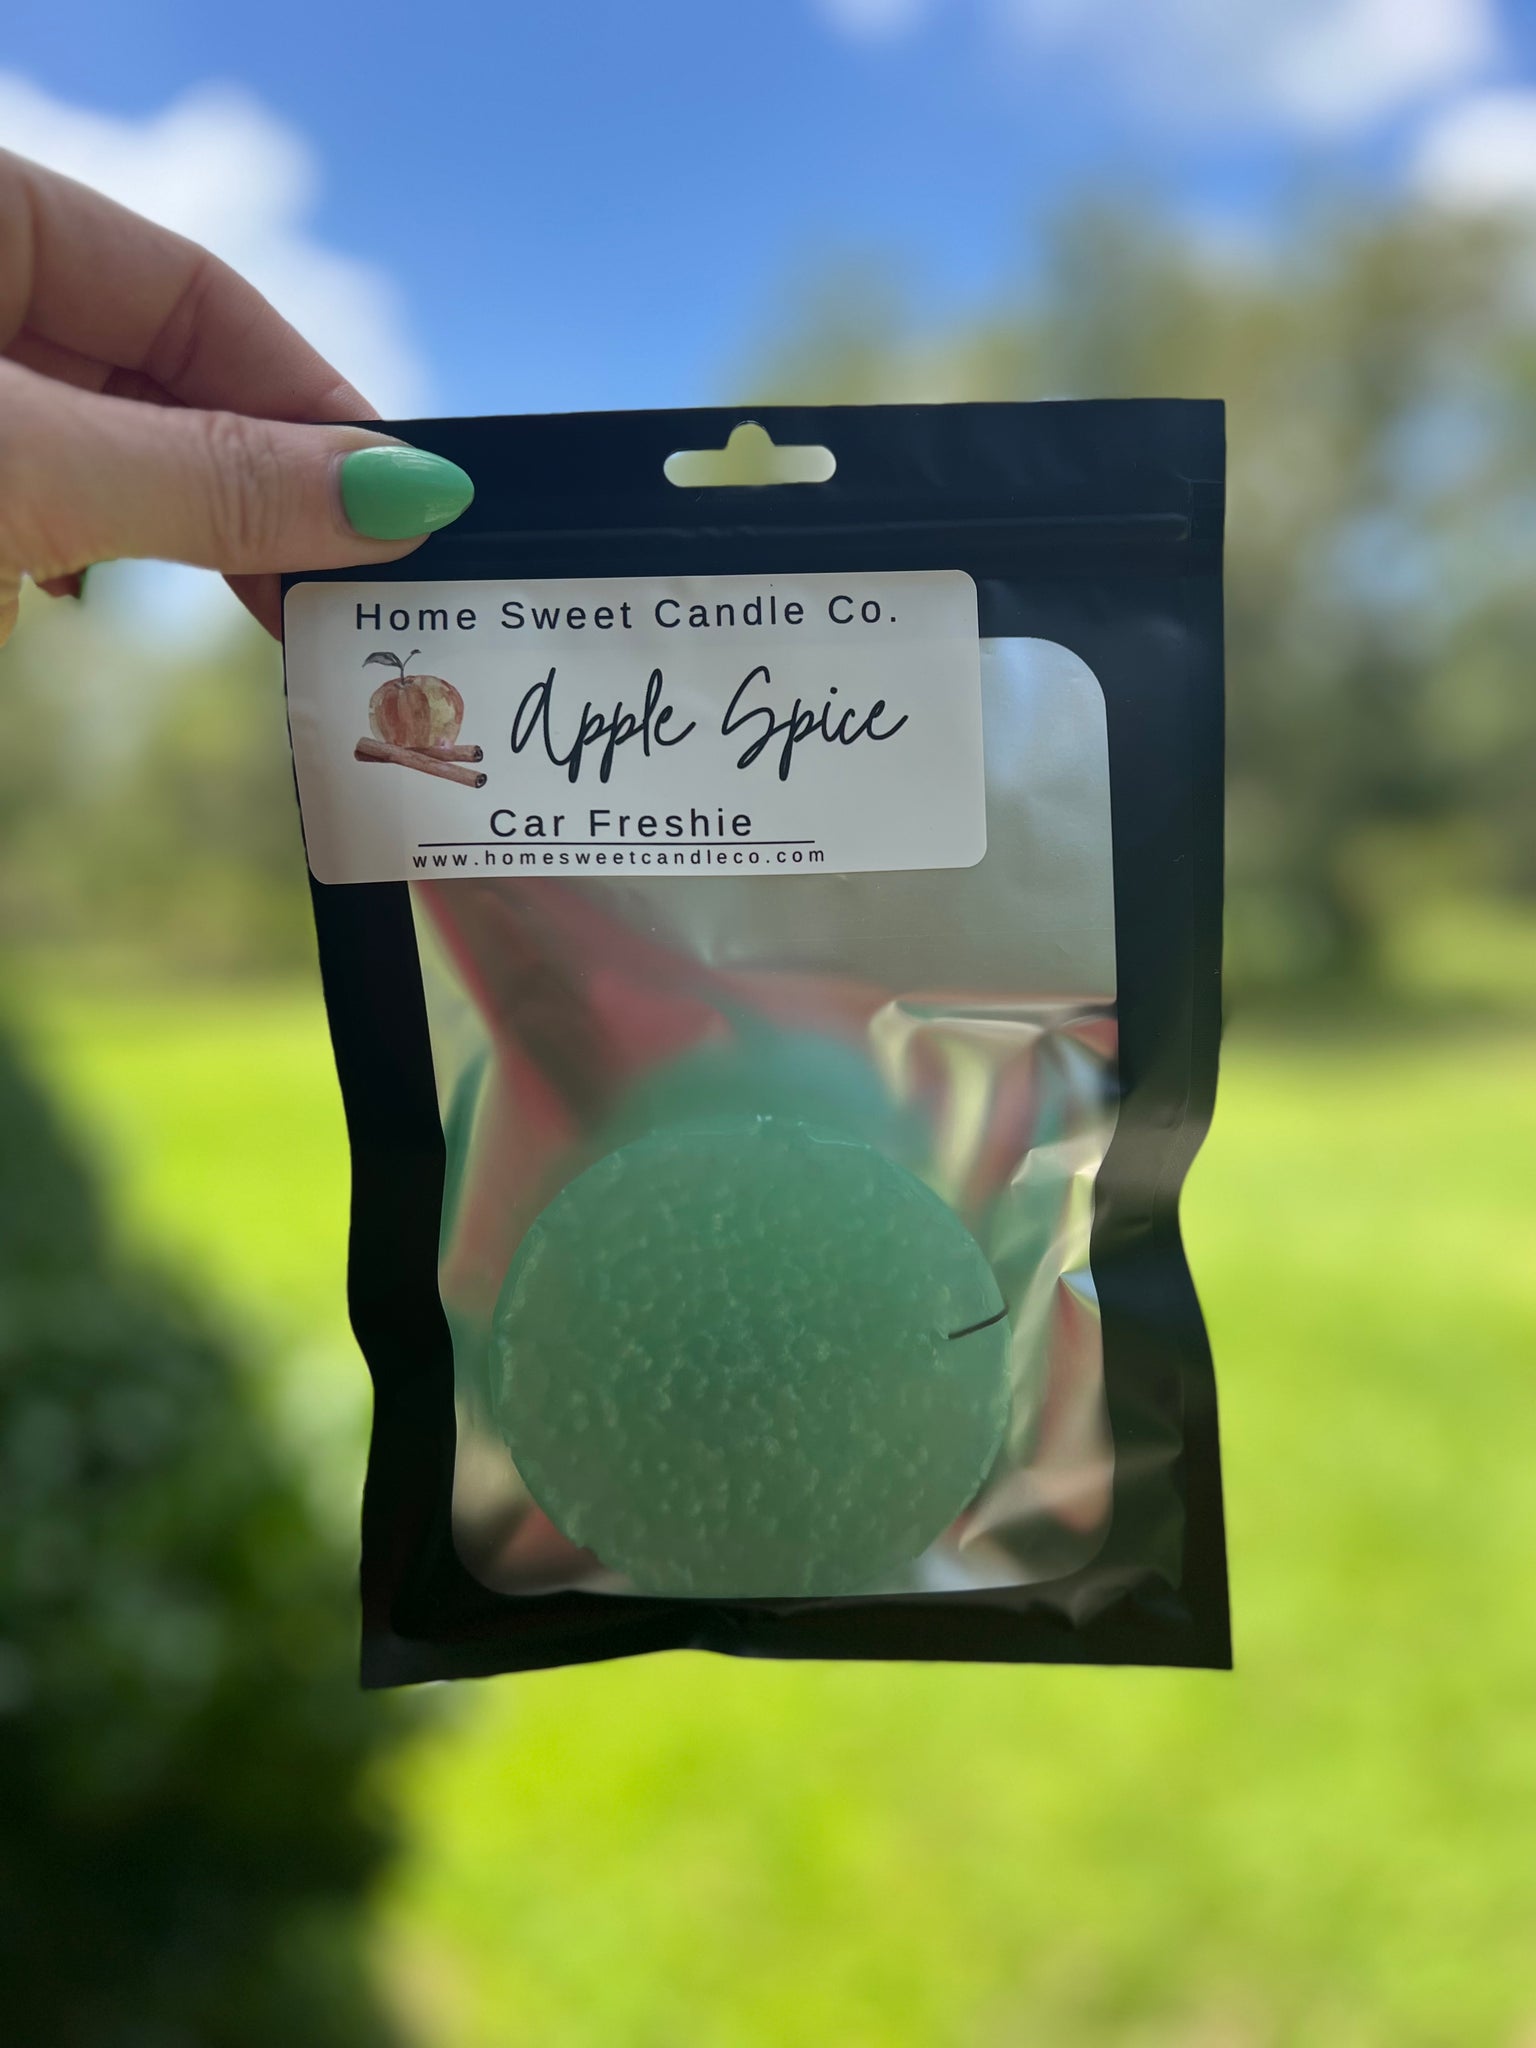 Home Sweet Candle Co.
Apple Spice
Car Freshie
www.homesweetcandleco.com